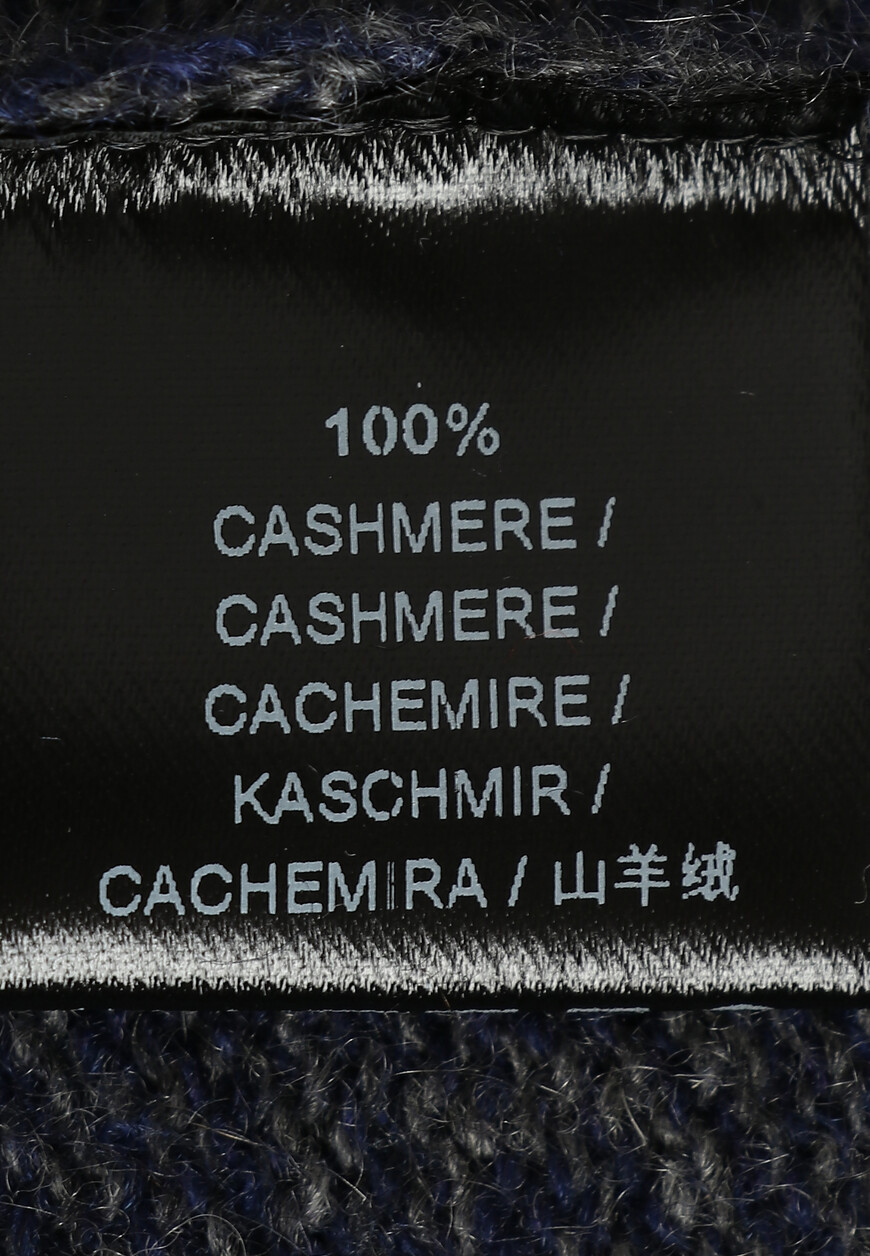 100%
CASHMERE /
CASHMERE /
CACHEMIRE /
KASCHMIR /
CACHEMIRA / 山羊绒